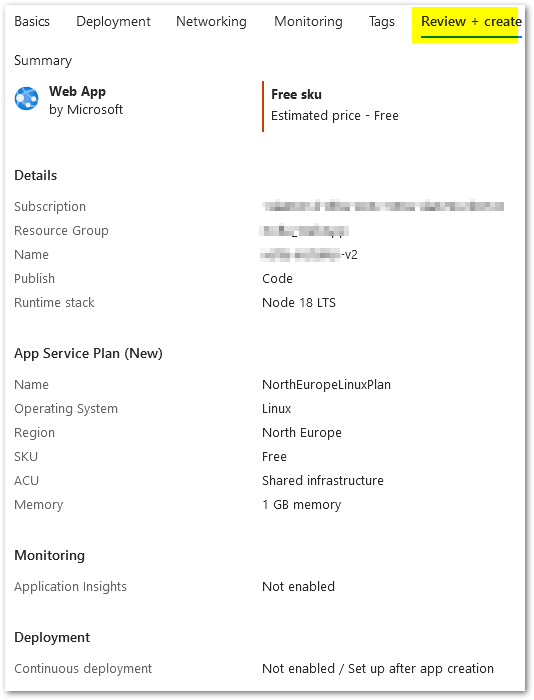 Basics Deployment Networking Monitoring Tags Review + create
Summary
Web App
by Microsoft
Free sku
Estimated price - Free
Details
Subscription
Resource Group
Name -v2
Publish Code
Runtime stack Node 18 LTS
App Service Plan (New)
Name NorthEuropeLinuxPlan
Operating System Linux
Region North Europe
SKU Free
ACU Shared infrastructure
Memory 1 GB memory
Monitoring
Application Insights Not enabled
Deployment
Continuous deployment Not enabled / Set up after app creation